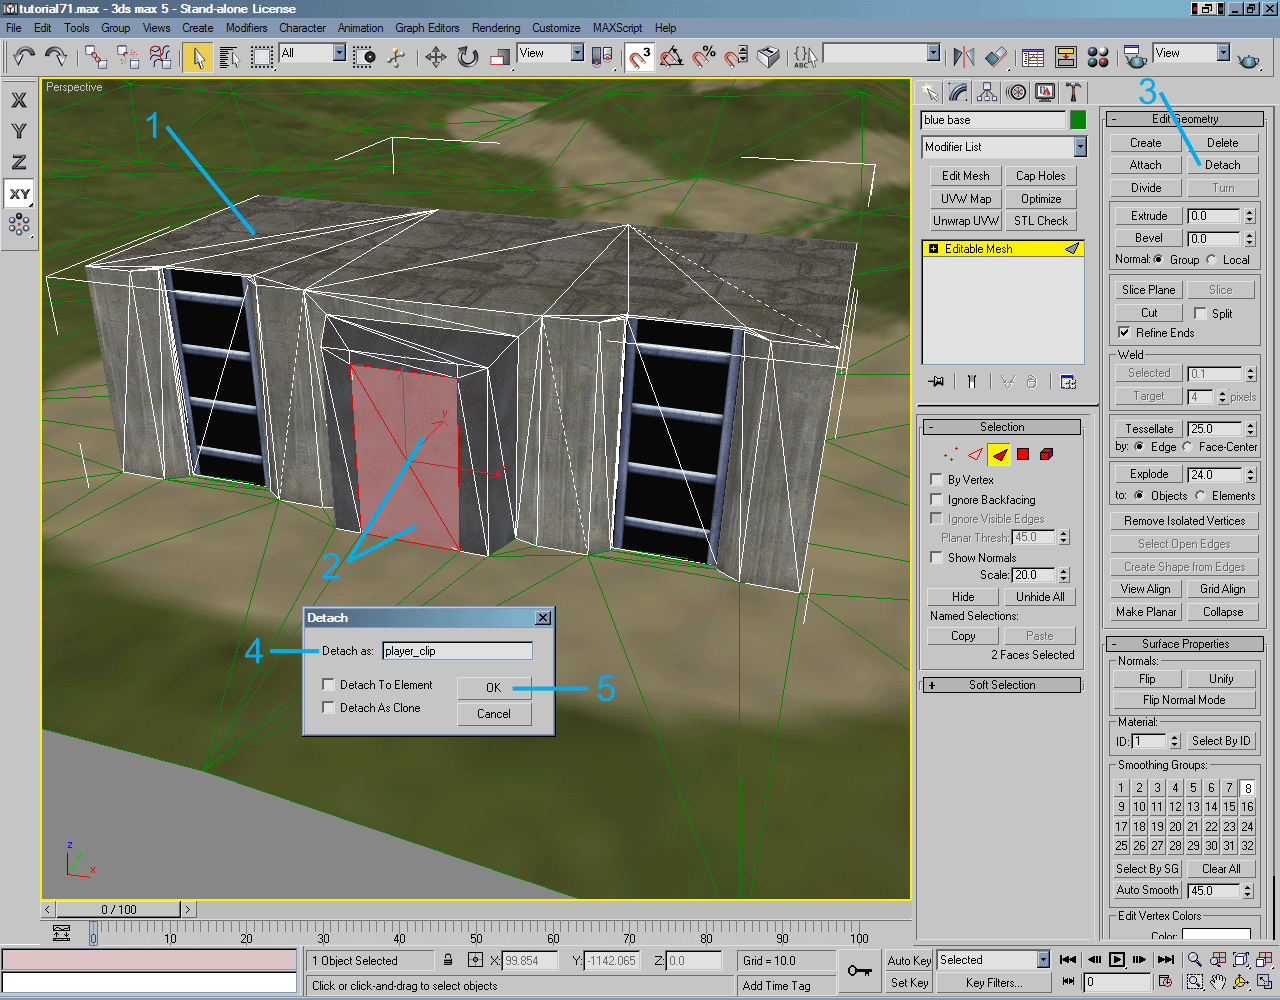 tutorial71.max - 3ds max 5 - Stand-alone License
File Edit Tools Group Views Create Modifiers Character Animation Graph Editors Rendering Customize MAXScript Help
All
View
3
%
{} ABC
View
X
Y
Z
XY
Perspective
1
2
3
4
5
y
z
y
x
blue base
Modifier List
Edit Mesh Cap Holes
UVW Map Optimize
Unwrap UVW STL Check
Editable Mesh
- Selection
By Vertex
Ignore Backfacing
Ignore Visible Edges
Planar Thresh: 45.0
Show Normals
Scale: 20.0
Hide Unhide All
Named Selections:
Copy Paste
2 Faces Selected
+ Soft Selection
- Edit Geometry
Create Delete
Attach Detach
Divide Turn
Extrude 0.0
Bevel 0.0
Normal: Group Local
Slice Plane Slice
Cut Split
Refine Ends
Weld
Selected 0.1
Target 4 pixels
Tessellate 25.0
by: Edge Face-Center
Explode 24.0
to: Objects Elements
Remove Isolated Vertices
Select Open Edges
Create Shape from Edges
View Align Grid Align
Make Planar Collapse
- Surface Properties
Normals:
Flip Unify
Flip Normal Mode
Material:
ID: 1 Select By ID
Smoothing Groups:
1 2 3 4 5 6 7 8
9 10 11 12 13 14 15 16
17 18 19 20 21 22 23 24
25 26 27 28 29 30 31 32
Select By SG Clear All
Auto Smooth 45.0
Edit Vertex Colors
Color:
Detach
Detach as: player_clip
Detach To Element OK
Detach As Clone Cancel
< 0 / 100 >
0 10 20 30 40 50 60 70 80 90 100
1 Object Selected X: 99.854 Y: -1142.065 Z: 0.0 Grid = 10.0 Auto Key Selected
Click or click-and-drag to select objects Add Time Tag Set Key Key Filters... 0